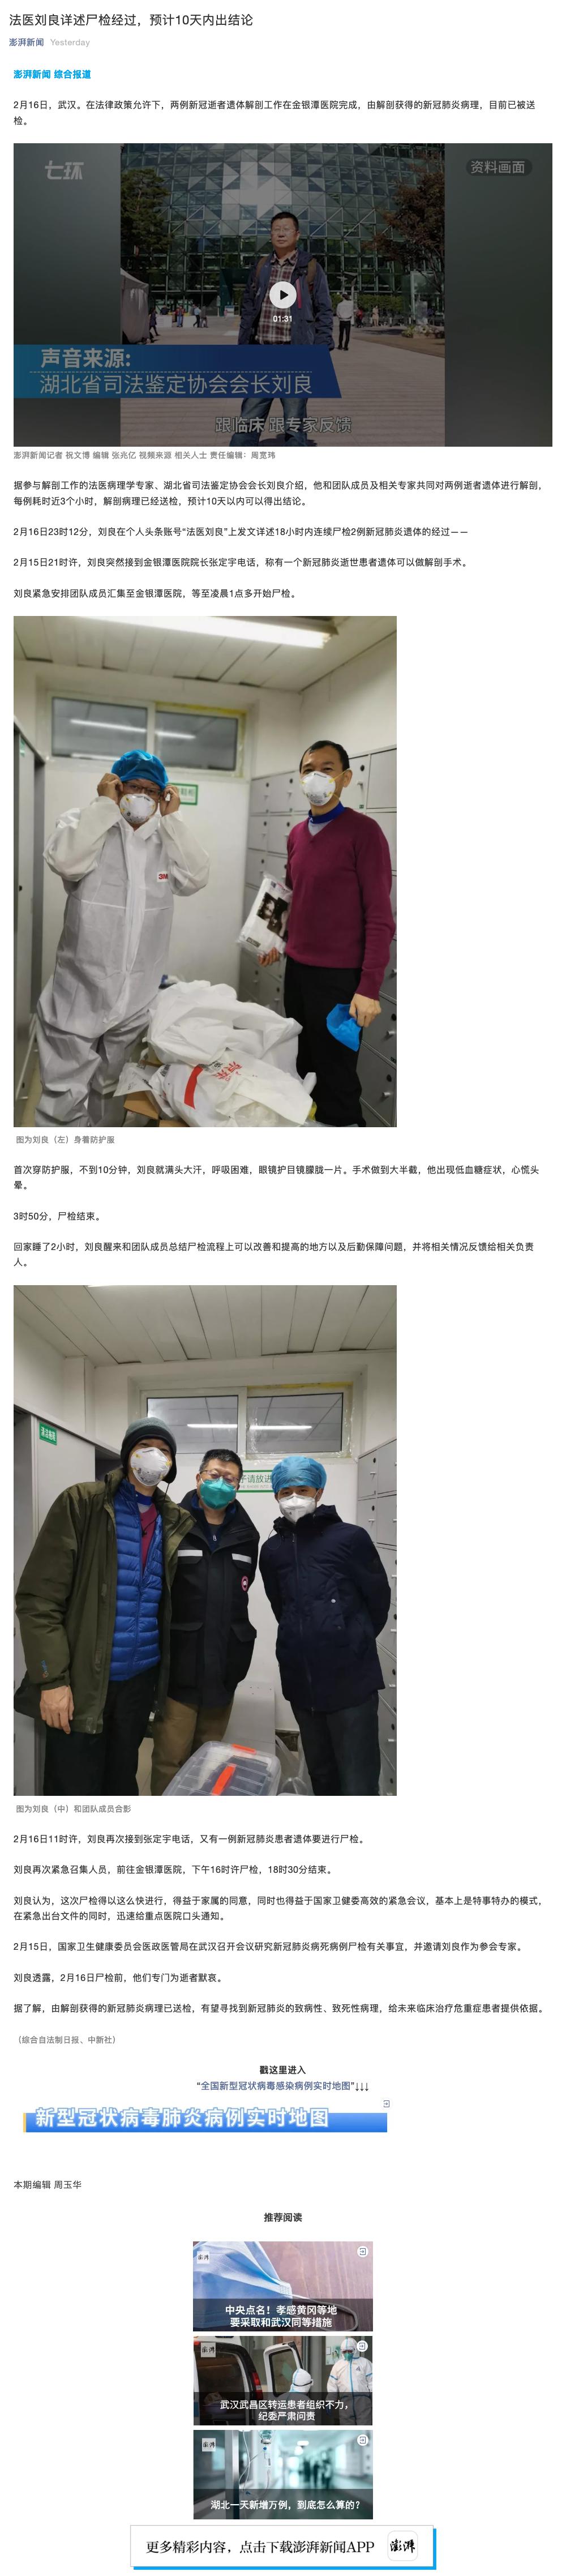 法医刘良详述尸检经过，预计10天内出结论
澎湃新闻 Yesterday
澎湃新闻 综合报道
2月16日，武汉。在法律政策允许下，两例新冠逝者遗体解剖工作在金银潭医院完成，由解剖获得的新冠肺炎病理，目前已被送
检。
七环
资料画面
01:31
声音来源:
湖北省司法鉴定协会会长刘良
跟临床 跟专家反馈
澎湃新闻记者 祝文博 编辑 张兆亿 视频来源 相关人士 责任编辑：周宽玮
据参与解剖工作的法医病理学专家、湖北省司法鉴定协会会长刘良介绍，他和团队成员及相关专家共同对两例逝者遗体进行解剖，
每例耗时近3个小时，解剖病理已经送检，预计10天以内可以得出结论。
2月16日23时12分，刘良在个人头条账号“法医刘良”上发文详述18小时内连续尸检2例新冠肺炎遗体的经过——
2月15日21时许，刘良突然接到金银潭医院院长张定宇电话，称有一个新冠肺炎逝世患者遗体可以做解剖手术。
刘良紧急安排团队成员汇集至金银潭医院，等至凌晨1点多开始尸检。
3M
图为刘良（左）身着防护服
首次穿防护服，不到10分钟，刘良就满头大汗，呼吸困难，眼镜护目镜朦胧一片。手术做到大半截，他出现低血糖症状，心慌头
晕。
3时50分，尸检结束。
回家睡了2小时，刘良醒来和团队成员总结尸检流程上可以改善和提高的地方以及后勤保障问题，并将相关情况反馈给相关负责
人。
子请放进
图为刘良（中）和团队成员合影
2月16日11时许，刘良再次接到张定宇电话，又有一例新冠肺炎患者遗体要进行尸检。
刘良再次紧急召集人员，前往金银潭医院，下午16时许尸检，18时30分结束。
刘良认为，这次尸检得以这么快进行，得益于家属的同意，同时也得益于国家卫健委高效的紧急会议，基本上是特事特办的模式，
在紧急出台文件的同时，迅速给重点医院口头通知。
2月15日，国家卫生健康委员会医政医管局在武汉召开会议研究新冠肺炎病死病例尸检有关事宜，并邀请刘良作为参会专家。
刘良透露，2月16日尸检前，他们专门为逝者默哀。
据了解，由解剖获得的新冠肺炎病理已送检，有望寻找到新冠肺炎的致病性、致死性病理，给未来临床治疗危重症患者提供依据。
（综合自法制日报、中新社）
戳这里进入
“全国新型冠状病毒感染病例实时地图”↓↓↓
新型冠状病毒肺炎病例实时地图
本期编辑 周玉华
推荐阅读
澎湃
中央点名！孝感黄冈等地
要采取和武汉同等措施
澎湃
武汉武昌区转运患者组织不力，
纪委严肃问责
澎湃
湖北一天新增万例，到底怎么算的？
更多精彩内容，点击下载澎湃新闻APP 澎湃